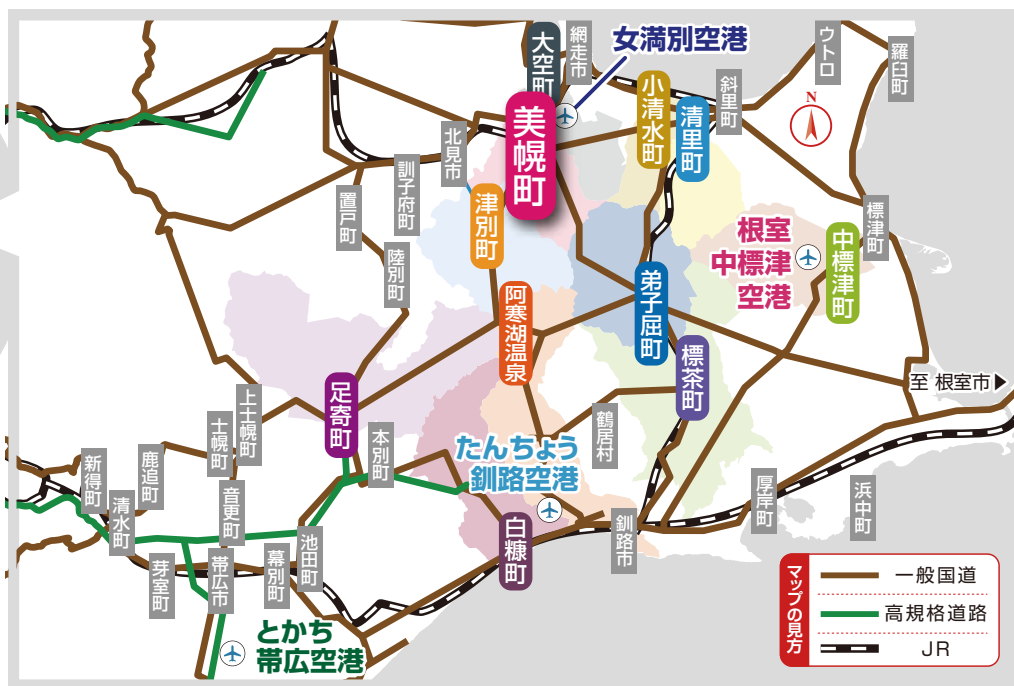 大空町
網走市
女満別空港
ウトロ
羅臼町
小清水町
斜里町
N
美幌町
清里町
北見市
訓子府町
置戸町
津別町
陸別町
根室
中標津
空港
中標津町
標津町
阿寒湖温泉
弟子屈町
標茶町
至 根室市▶
足寄町
上士幌町
士幌町
本別町
鶴居村
たんちょう
釧路空港
新得町
鹿追町
清水町
音更町
池田町
白糠町
釧路市
厚岸町
浜中町
芽室町
帯広市
幕別町
とかち
帯広空港
マップの見方
一般国道
高規格道路
JR